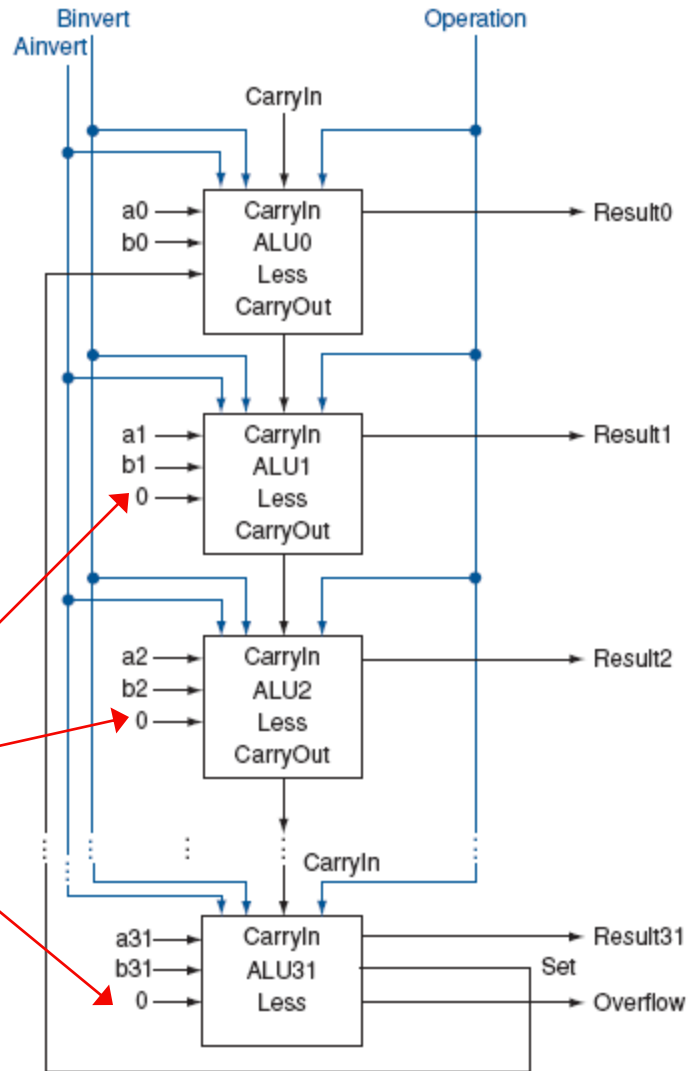 Binvert
Operation
Ainvert
CarryIn
a0
CarryIn
Result0
b0
ALU0
Less
CarryOut
a1
CarryIn
Result1
b1
ALU1
0
Less
CarryOut
a2
CarryIn
Result2
b2
ALU2
0
Less
CarryOut
CarryIn
a31
CarryIn
Result31
b31
ALU31
Set
0
Less
Overflow